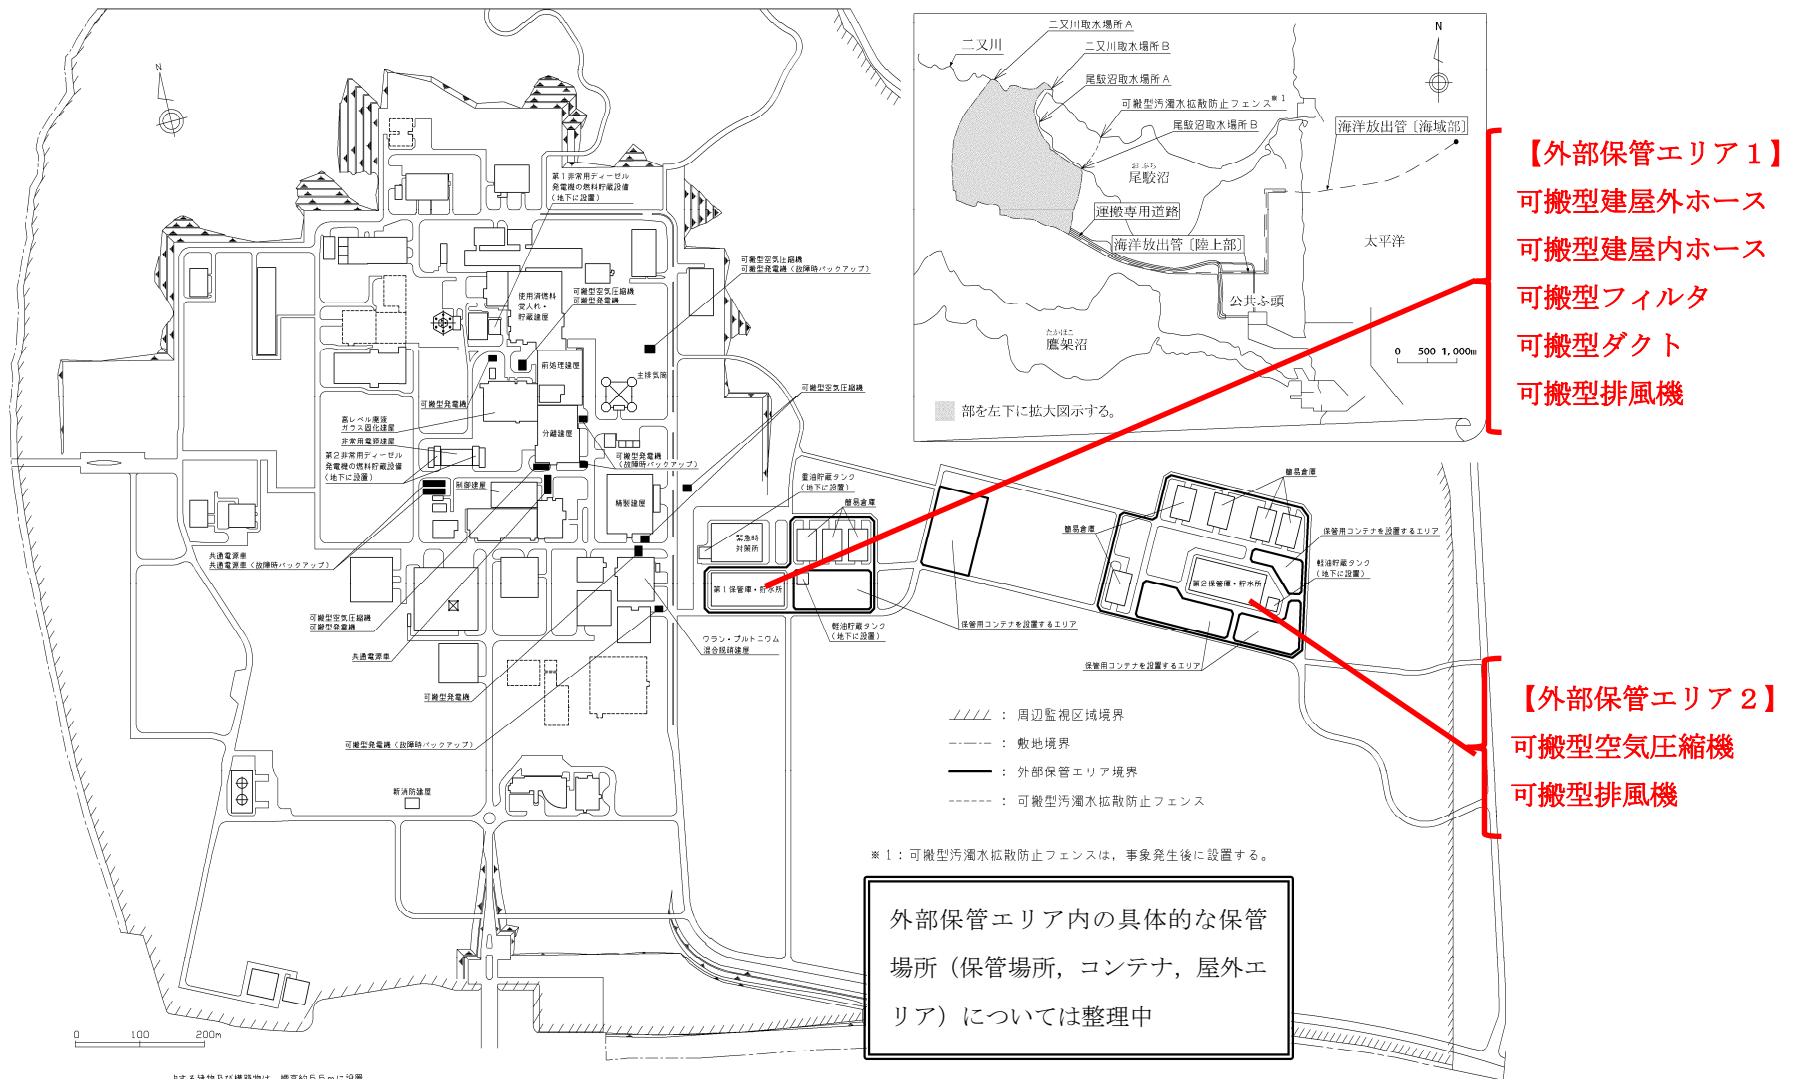 N
二又川取水場所A
二又川
二又川取水場所B
尾駮沼取水場所A
可搬型汚濁水拡散防止フェンス※1
尾駮沼取水場所B
海洋放出管〔海域部〕
おぶち
尾駮沼
運搬専用道路
海洋放出管〔陸上部〕
太平洋
公共ふ頭
たかほこ
鷹架沼
0 500 1,000m
部を左下に拡大図示する。
N
【外部保管エリア1】
可搬型建屋外ホース
可搬型建屋内ホース
可搬型フィルタ
可搬型ダクト
可搬型排風機
【外部保管エリア2】
可搬型空気圧縮機
可搬型排風機
第1非常用ディーゼル
発電機の燃料貯蔵設備
(地下に設置)
可搬型空気圧縮機
可搬型発電機(故障時バックアップ)
使用済燃料
受入れ・
貯蔵建屋
可搬型空気圧縮機
可搬型発電機
前処理建屋
主排気筒
可搬型空気圧縮機
可搬型発電機
高レベル廃液
ガラス固化建屋
分離建屋
非常用電源建屋
第2非常用ディーゼル
発電機の燃料貯蔵設備
(地下に設置)
可搬型発電機
(故障時バックアップ)
制御建屋
精製建屋
重油貯蔵タンク
(地下に設置)
簡易倉庫
緊急時
対策所
第1保管庫・貯水所
軽油貯蔵タンク
(地下に設置)
保管用コンテナを設置するエリア
簡易倉庫
簡易倉庫
保管用コンテナを設置するエリア
軽油貯蔵タンク
(地下に設置)
第2保管庫・貯水所
保管用コンテナを設置するエリア
共通電源車
共通電源車(故障時バックアップ)
可搬型空気圧縮機
可搬型発電機
共通電源車
可搬型発電機
ウラン・プルトニウム
混合脱硝建屋
可搬型発電機(故障時バックアップ)
新消防建屋
: 周辺監視区域境界
: 敷地境界
: 外部保管エリア境界
: 可搬型汚濁水拡散防止フェンス
※1:可搬型汚濁水拡散防止フェンスは,事象発生後に設置する。
外部保管エリア内の具体的な保管
場所(保管場所,コンテナ,屋外エ
リア)については整理中
0 100 200m